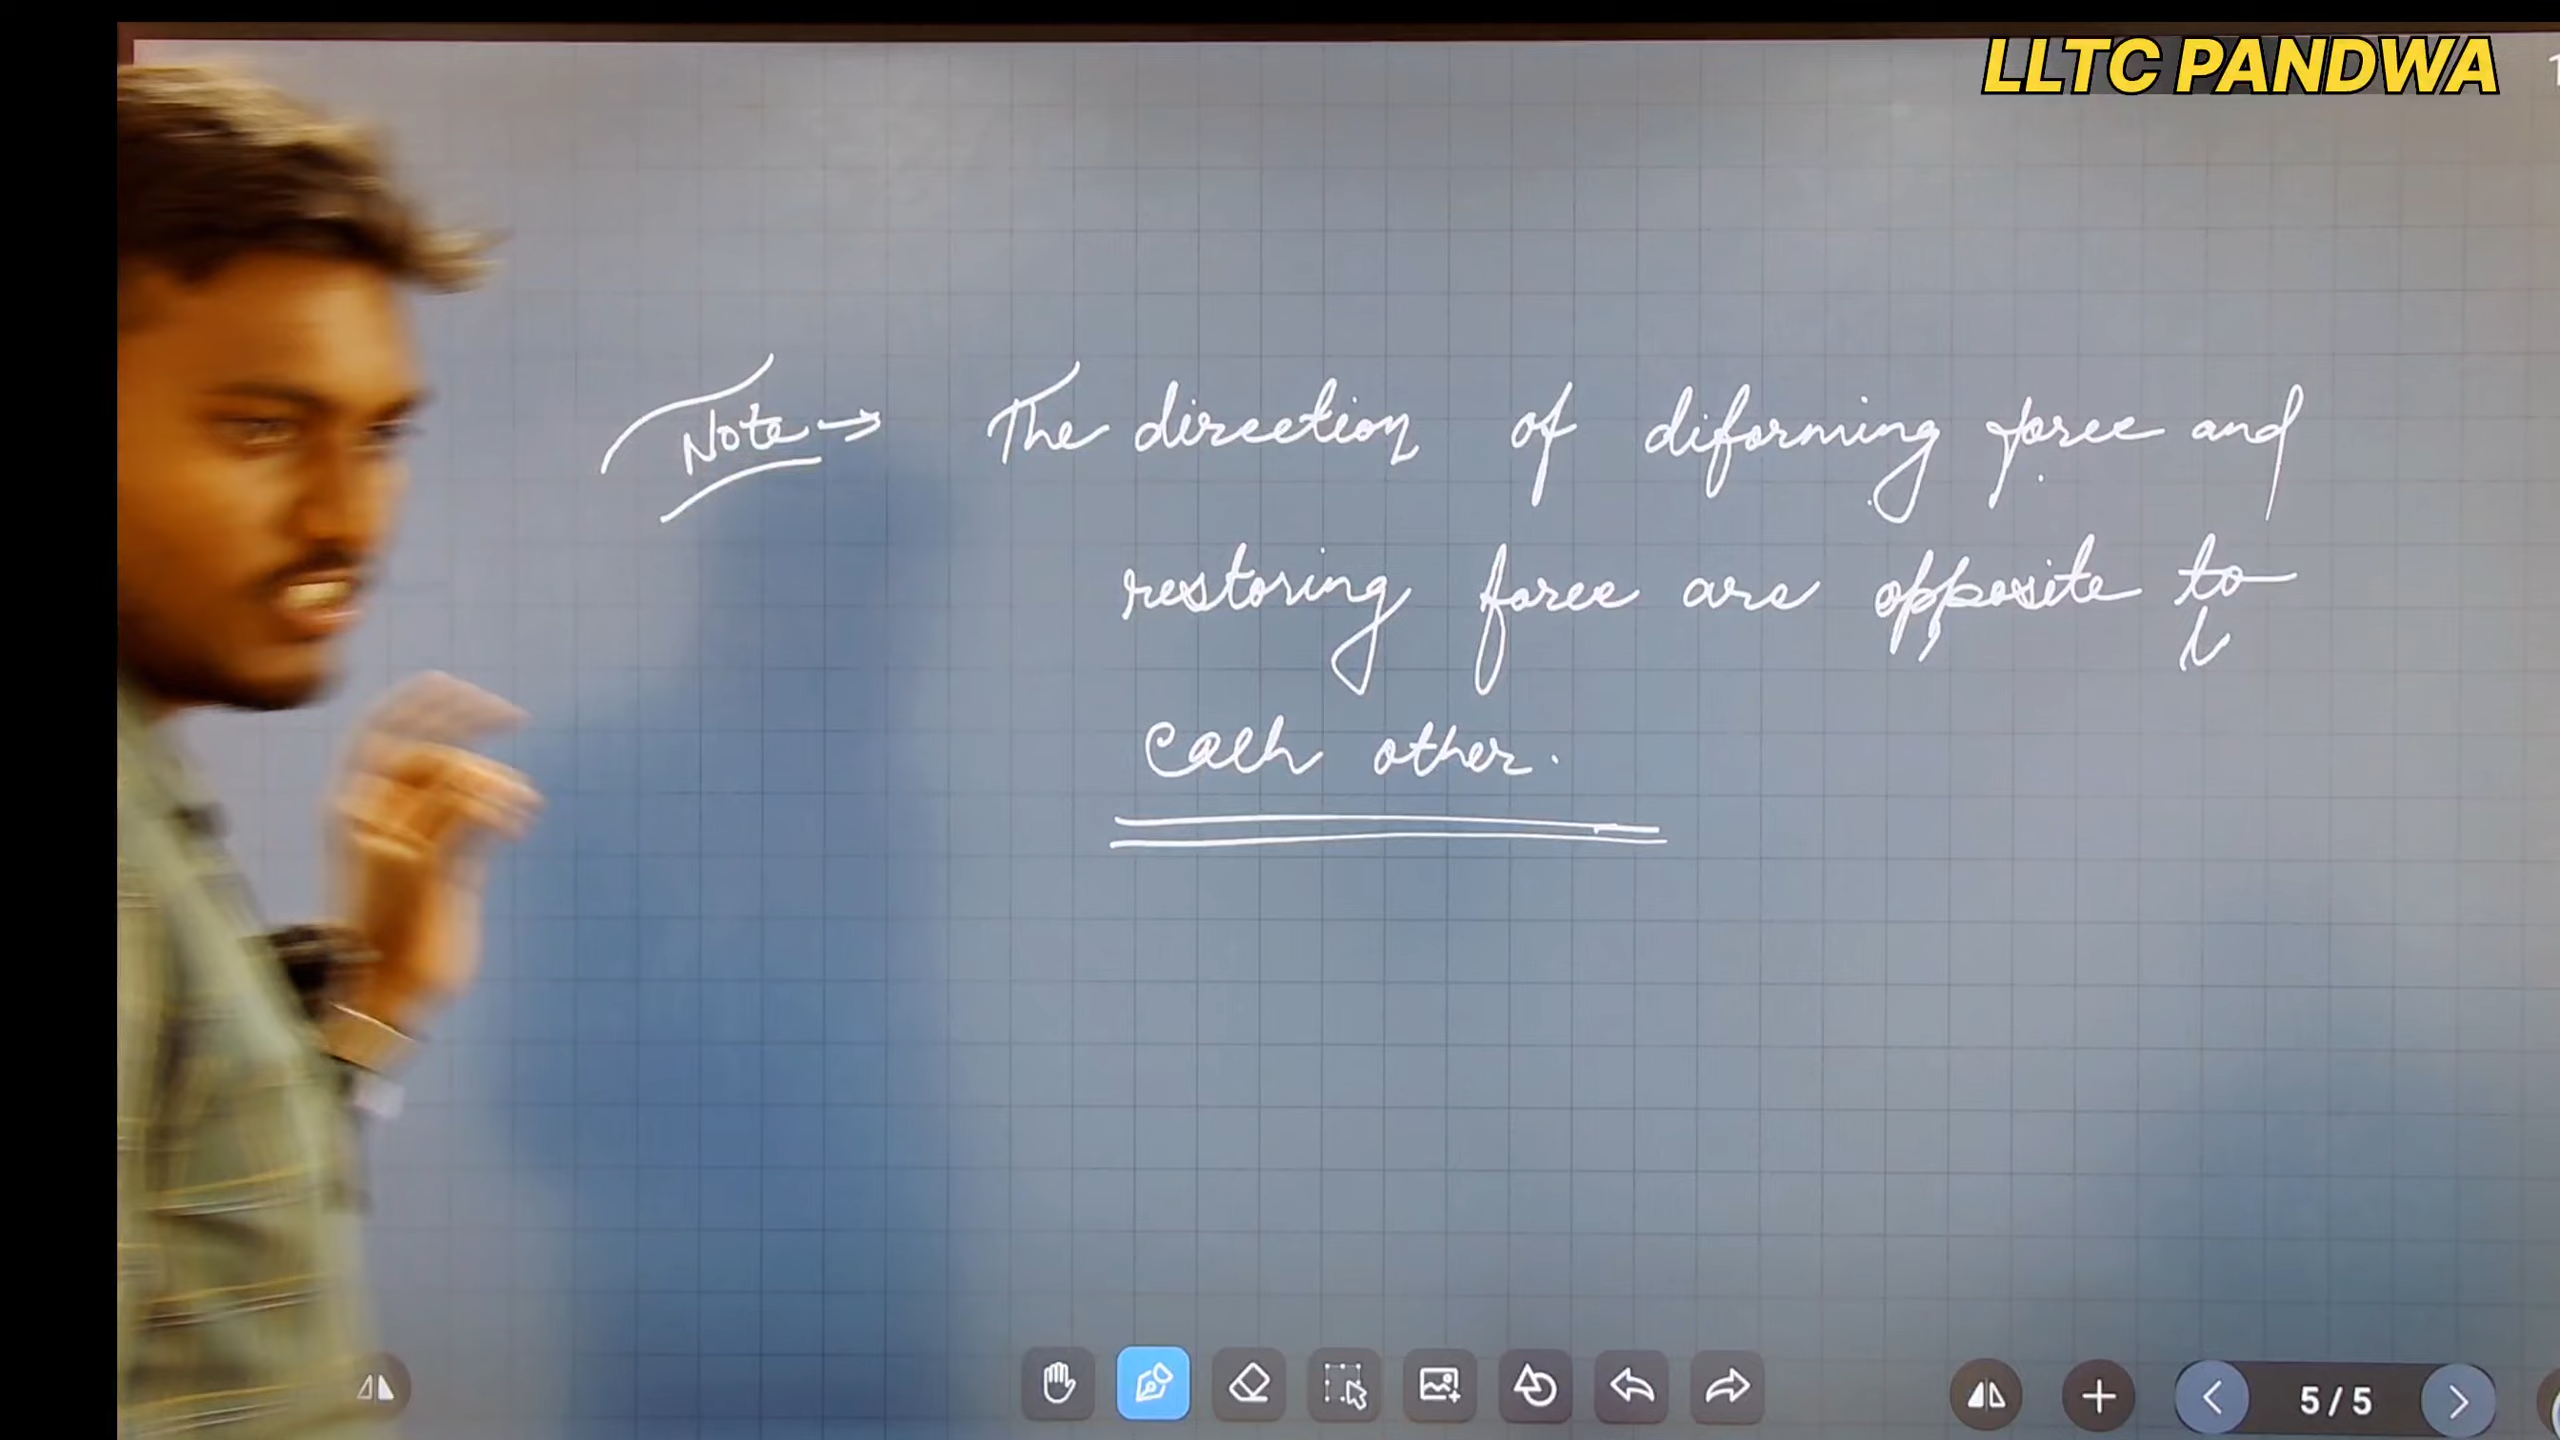 LLTC PANDWA
Note → The direction of diforming force and
restoring force are opposite to
each other.
5 / 5